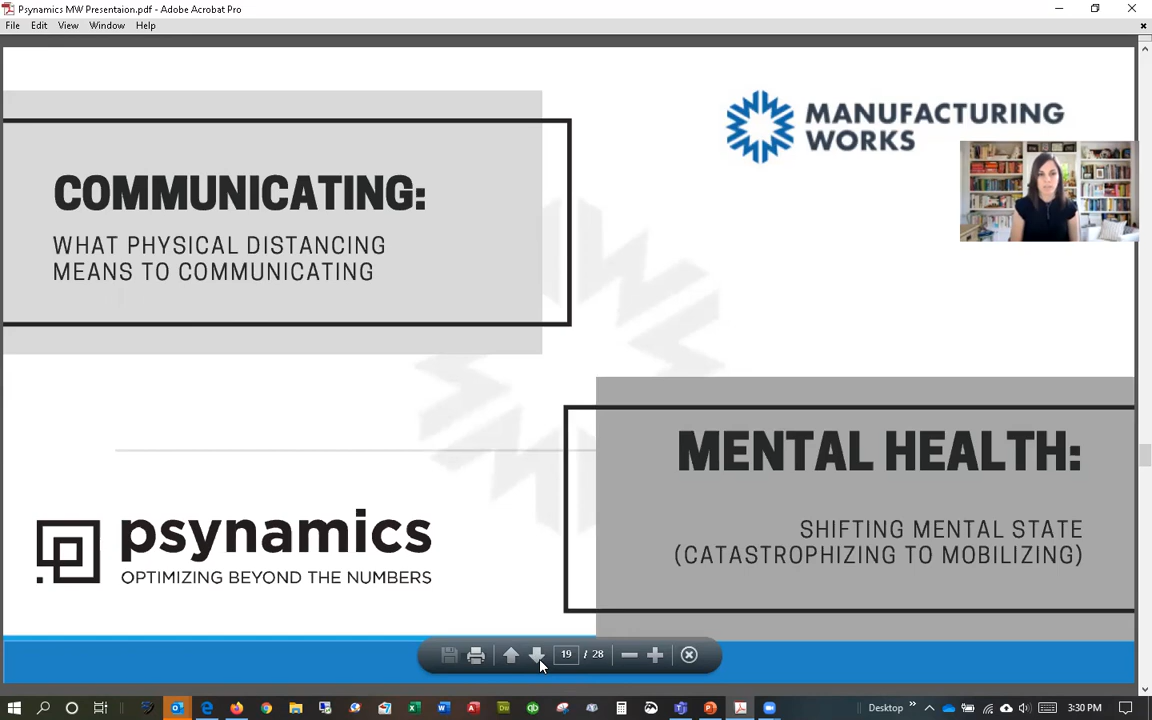 Psynamics MW Presentaion.pdf - Adobe Acrobat Pro
File Edit View Window Help
MANUFACTURING
WORKS
COMMUNICATING:
WHAT PHYSICAL DISTANCING
MEANS TO COMMUNICATING
MENTAL HEALTH:
SHIFTING MENTAL STATE
(CATASTROPHIZING TO MOBILIZING)
psynamics
OPTIMIZING BEYOND THE NUMBERS
19 / 28
Desktop
3:30 PM